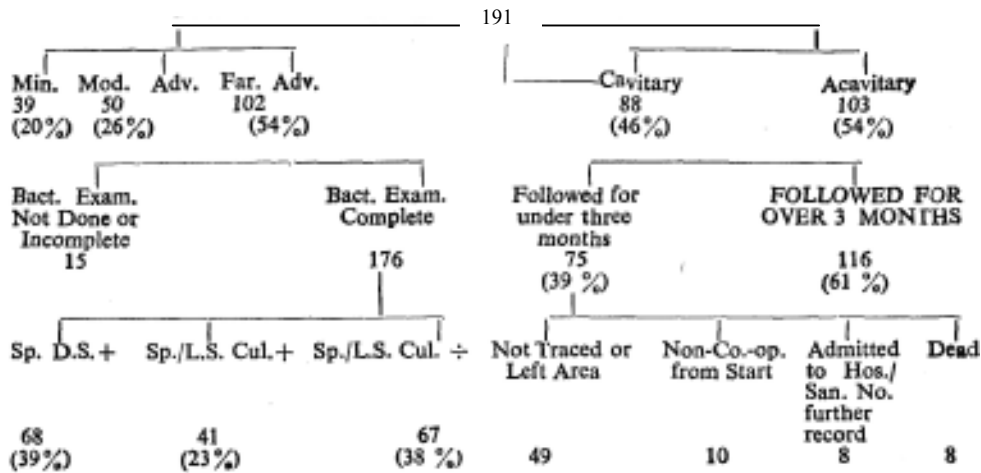 191
Min. Mod. Adv. Far. Adv. Cavitary Acavitary
39 50 102 88 103
(20%) (26%) (54%) (46%) (54%)
Bact. Exam. Bact. Exam. Followed for FOLLOWED FOR
Not Done or Complete under three OVER 3 MONTHS
Incomplete months
15 176 75 116
(39 %) (61 %)
Sp. D.S.+ Sp./L.S. Cul.+ Sp./L.S. Cul. ÷ Not Traced or Non-Co.-op. Admitted Dead
Left Area from Start to Hos./
San. No.
further
record
68 41 67 49 10 8 8
(39%) (23%) (38 %)